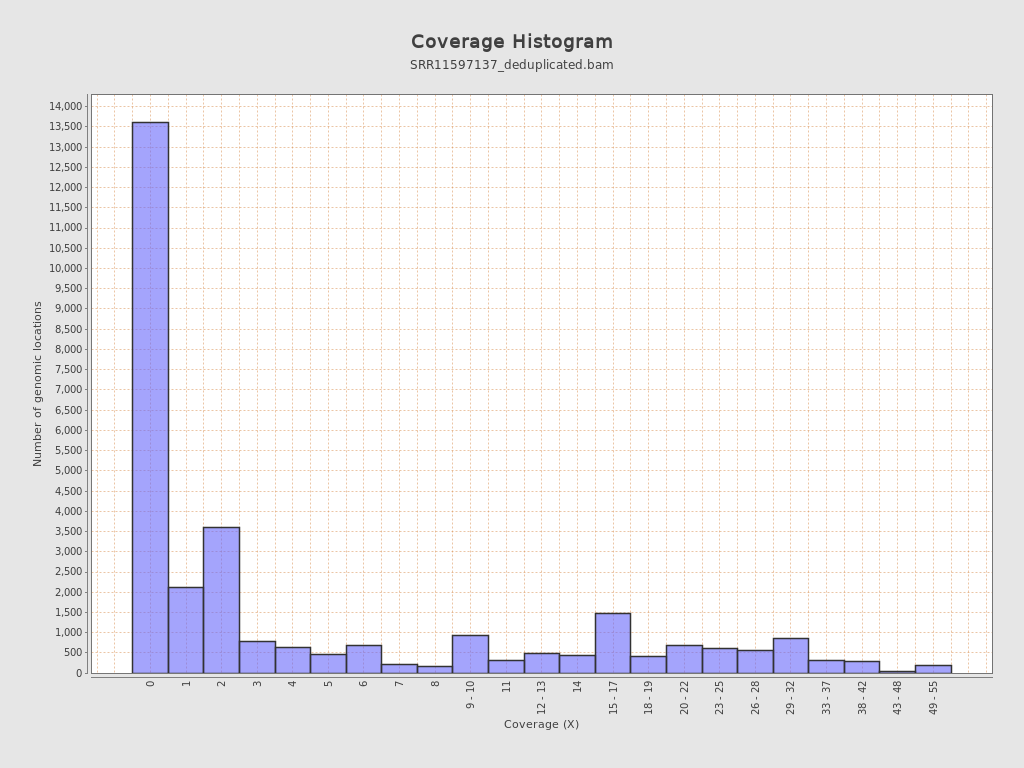 Coverage Histogram
SRR11597137_deduplicated.bam
Number of genomic locations
14,000
13,500
13,000
12,500
12,000
11,500
11,000
10,500
10,000
9,500
9,000
8,500
8,000
7,500
7,000
6,500
6,000
5,500
5,000
4,500
4,000
3,500
3,000
2,500
2,000
1,500
1,000
500
0
0
1
2
3
4
5
6
7
8
9 - 10
11
12 - 13
14
15 - 17
18 - 19
20 - 22
23 - 25
26 - 28
29 - 32
33 - 37
38 - 42
43 - 48
49 - 55
Coverage (X)